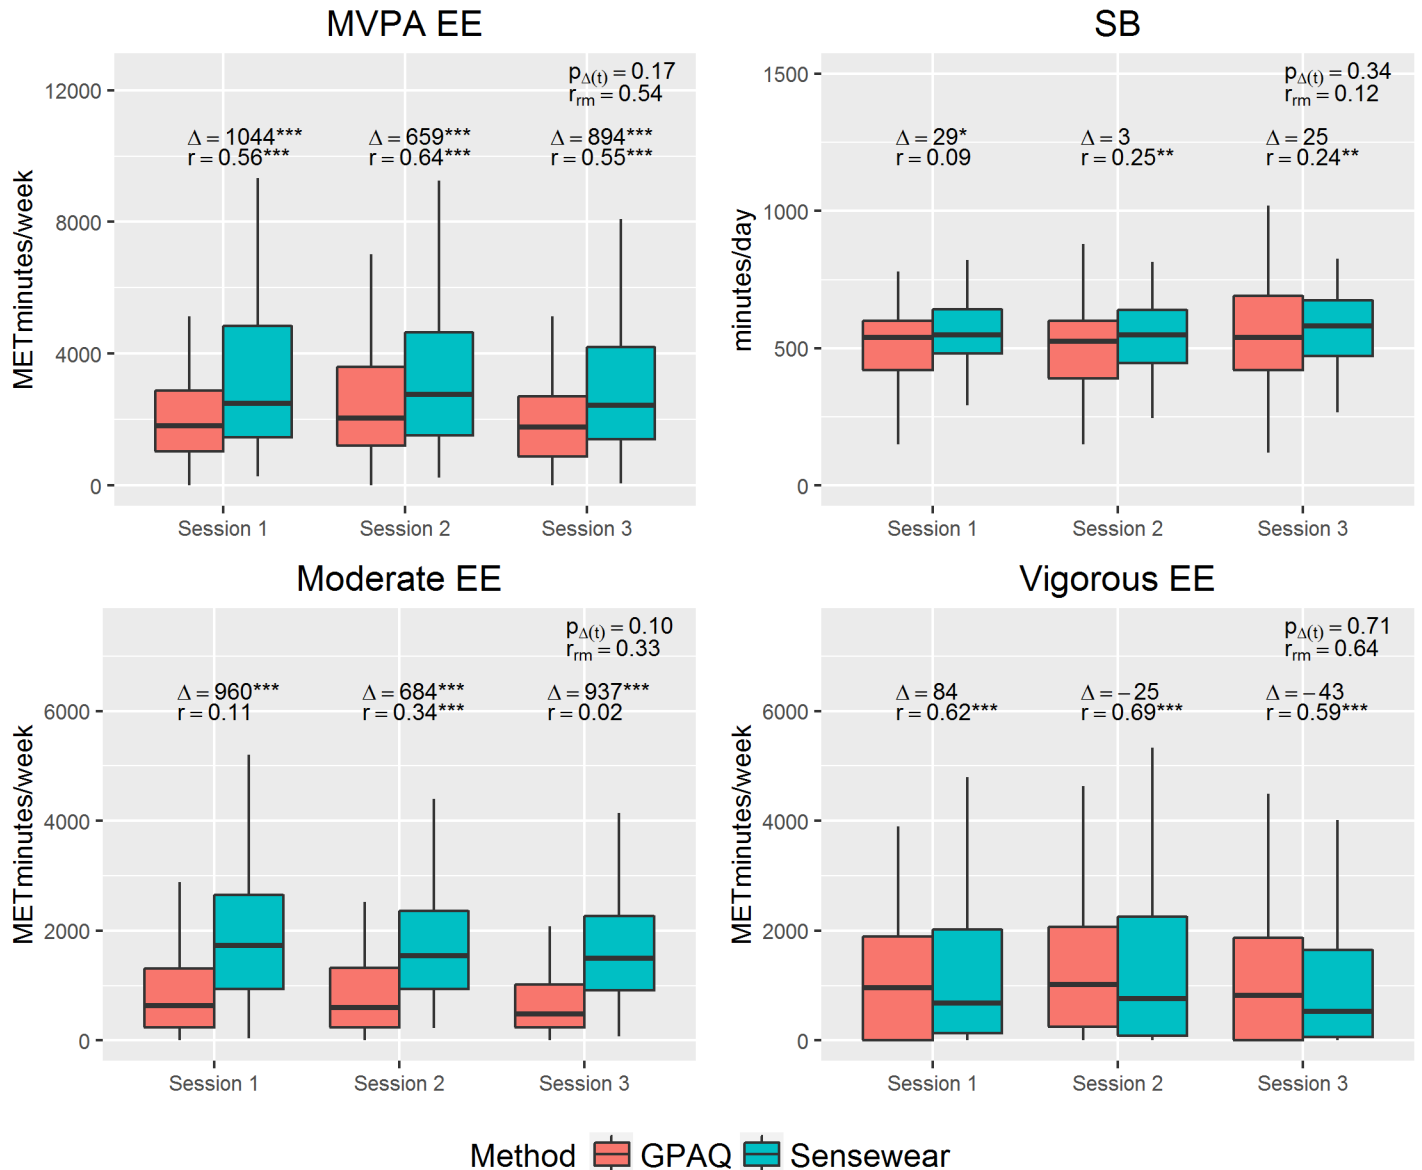 MVPA EE
pΔ(t) = 0.17
rrm = 0.54
Δ = 1044***
r = 0.56***
Δ = 659***
r = 0.64***
Δ = 894***
r = 0.55***
METminutes/week
12000
8000
4000
0
Session 1
Session 2
Session 3
SB
pΔ(t) = 0.34
rrm = 0.12
Δ = 29*
r = 0.09
Δ = 3
r = 0.25**
Δ = 25
r = 0.24**
minutes/day
1500
1000
500
0
Session 1
Session 2
Session 3
Moderate EE
pΔ(t) = 0.10
rrm = 0.33
Δ = 960***
r = 0.11
Δ = 684***
r = 0.34***
Δ = 937***
r = 0.02
METminutes/week
6000
4000
2000
0
Session 1
Session 2
Session 3
Vigorous EE
pΔ(t) = 0.71
rrm = 0.64
Δ = 84
r = 0.62***
Δ = −25
r = 0.69***
Δ = −43
r = 0.59***
METminutes/week
6000
4000
2000
0
Session 1
Session 2
Session 3
Method GPAQ Sensewear